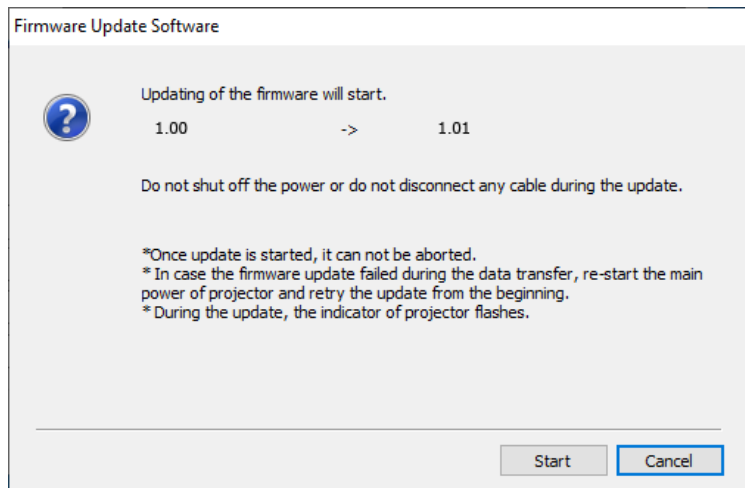 Firmware Update Software
Updating of the firmware will start.
1.00 -> 1.01
Do not shut off the power or do not disconnect any cable during the update.
*Once update is started, it can not be aborted.
* In case the firmware update failed during the data transfer, re-start the main
power of projector and retry the update from the beginning.
* During the update, the indicator of projector flashes.
Start Cancel